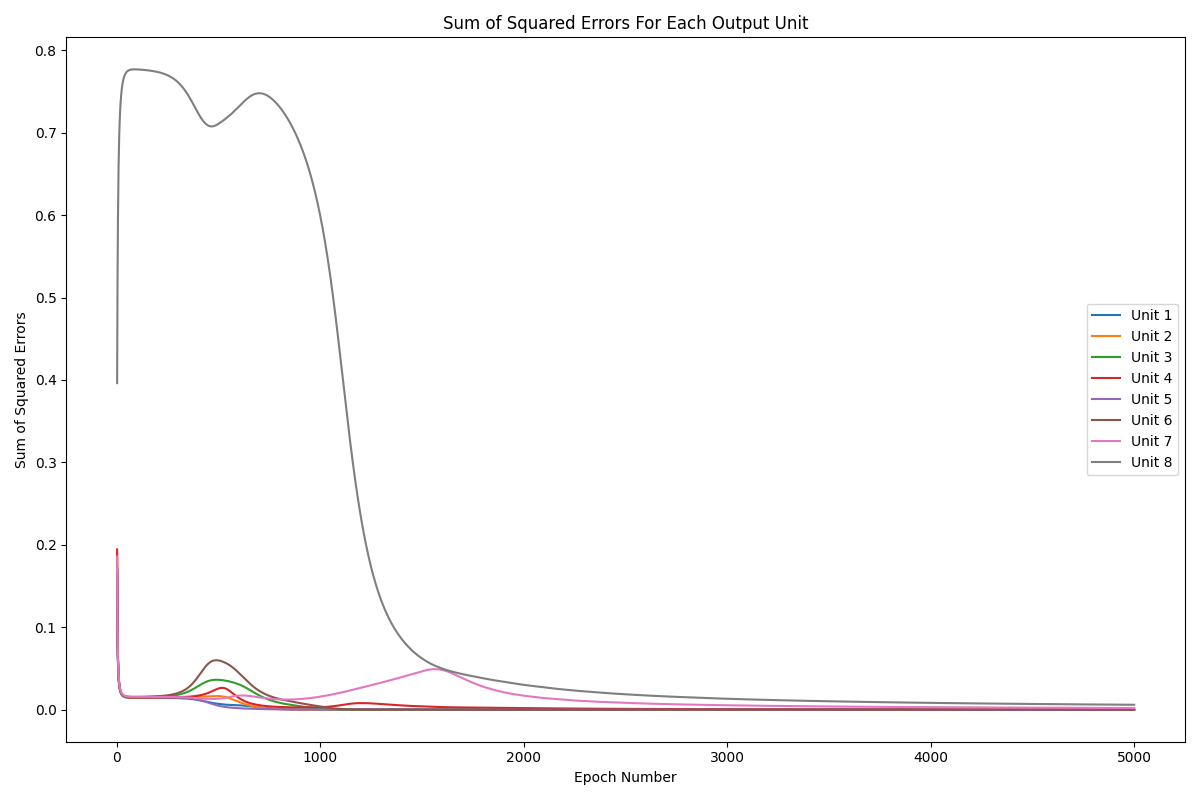 Sum of Squared Errors For Each Output Unit
Sum of Squared Errors
0.8
0.7
0.6
0.5
0.4
0.3
0.2
0.1
0.0
0
1000
2000
3000
4000
5000
Epoch Number
Unit 1
Unit 2
Unit 3
Unit 4
Unit 5
Unit 6
Unit 7
Unit 8